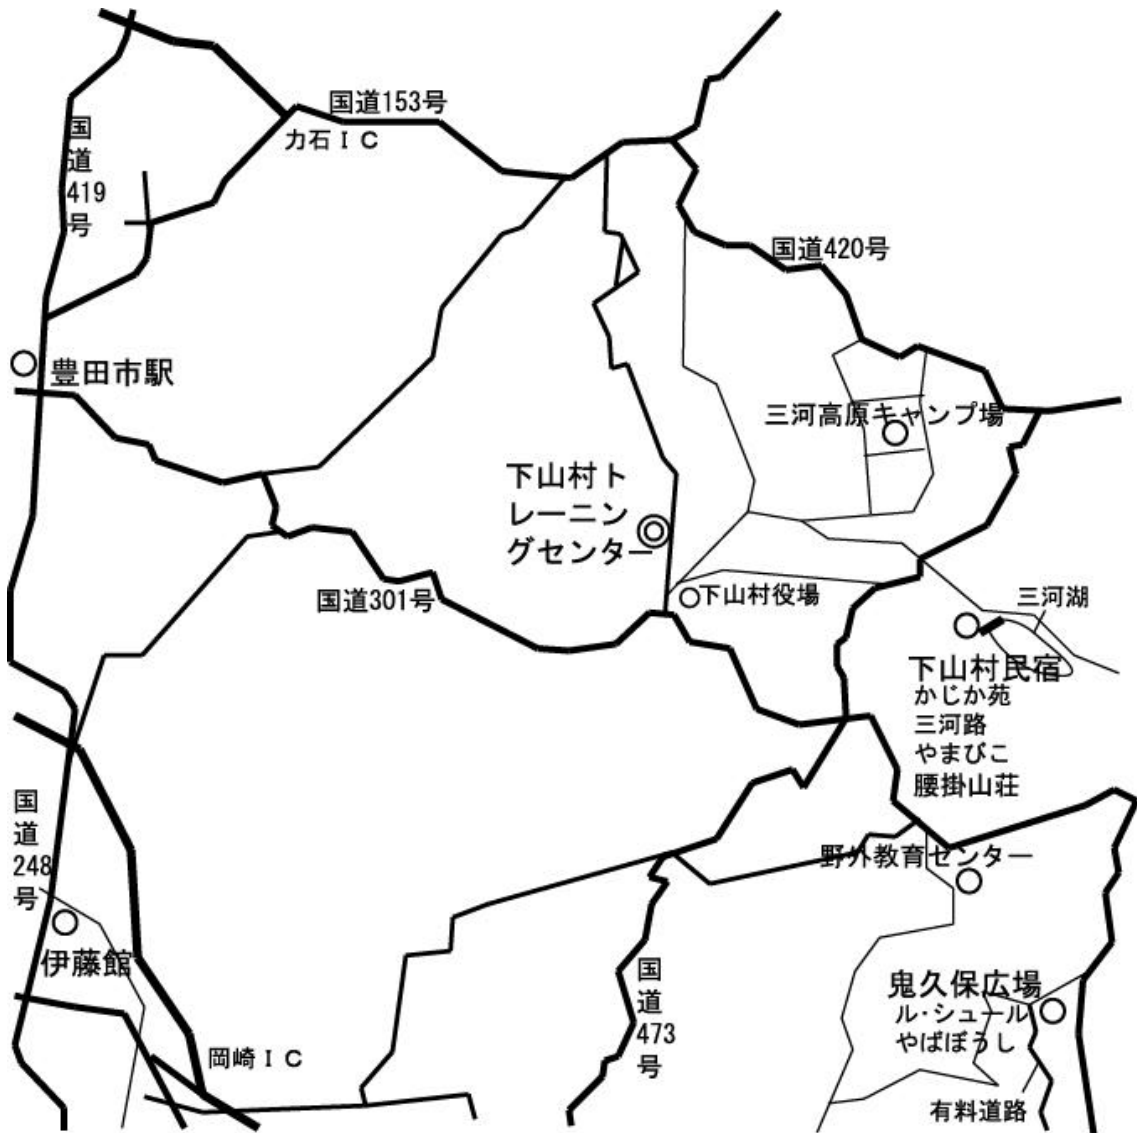 国道153号
力石ＩＣ
国
道
419
号
国道420号
豊田市駅
三河高原キャンプ場
下山村ト
レーニン
グセンター
国道301号
下山村役場
三河湖
下山村民宿
かじか苑
三河路
やまびこ
腰掛山荘
国
道
248
号
野外教育センター
伊藤館
国
道
473
号
鬼久保広場
ル・シュール
やばぼうし
岡崎ＩＣ
有料道路